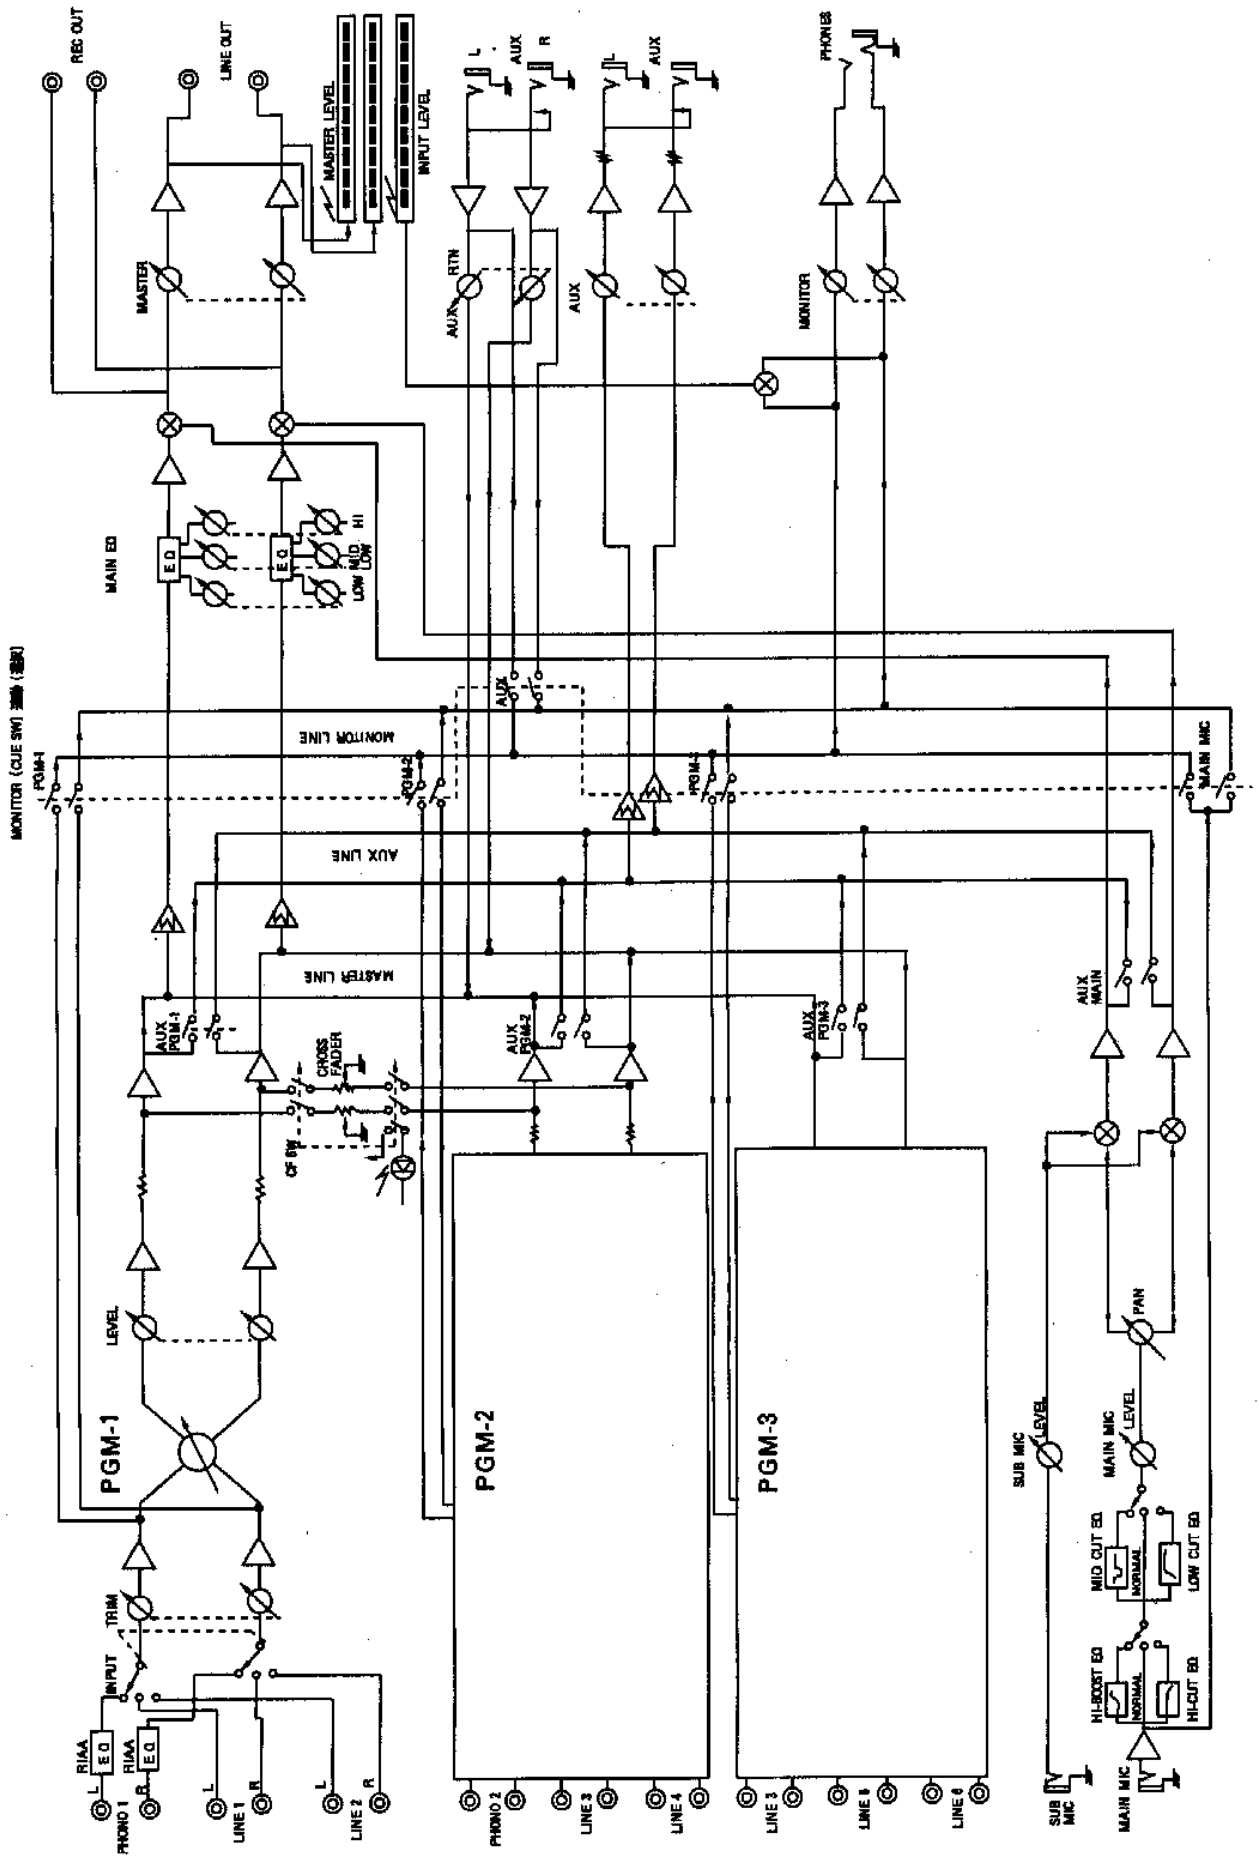 REC OUT
LINE OUT
MASTER LEVEL
INPUT LEVEL
L
AUX
R
L
AUX
PHONES
MASTER
AUX RTN
AUX
MONITOR
MAIN EQ
EQ
EQ
HI
MID
LOW
LOW
MONITOR (CUE SW)
PGM-1
MONITOR LINE
PGM-2
AUX
MAIN MIC
AUX LINE
MASTER LINE
AUX
PGM-1
CROSS
FADER
CF SW
AUX
PGM-2
AUX
PGM-3
AUX
MAIN
LEVEL
PGM-1
PGM-2
PGM-3
TRIM
INPUT
RIAA
EQ
RIAA
EQ
L
R
PHONO 1
L
R
LINE 1
L
R
LINE 2
PHONO 2
LINE 3
LINE 4
LINE 3
LINE 5
LINE 6
SUB MIC
LEVEL
PAN
MAIN MIC
LEVEL
MID CUT EQ
NORMAL
LOW CUT EQ
HI-BOOST EQ
NORMAL
HI-CUT EQ
SUB
MIC
MAIN MIC